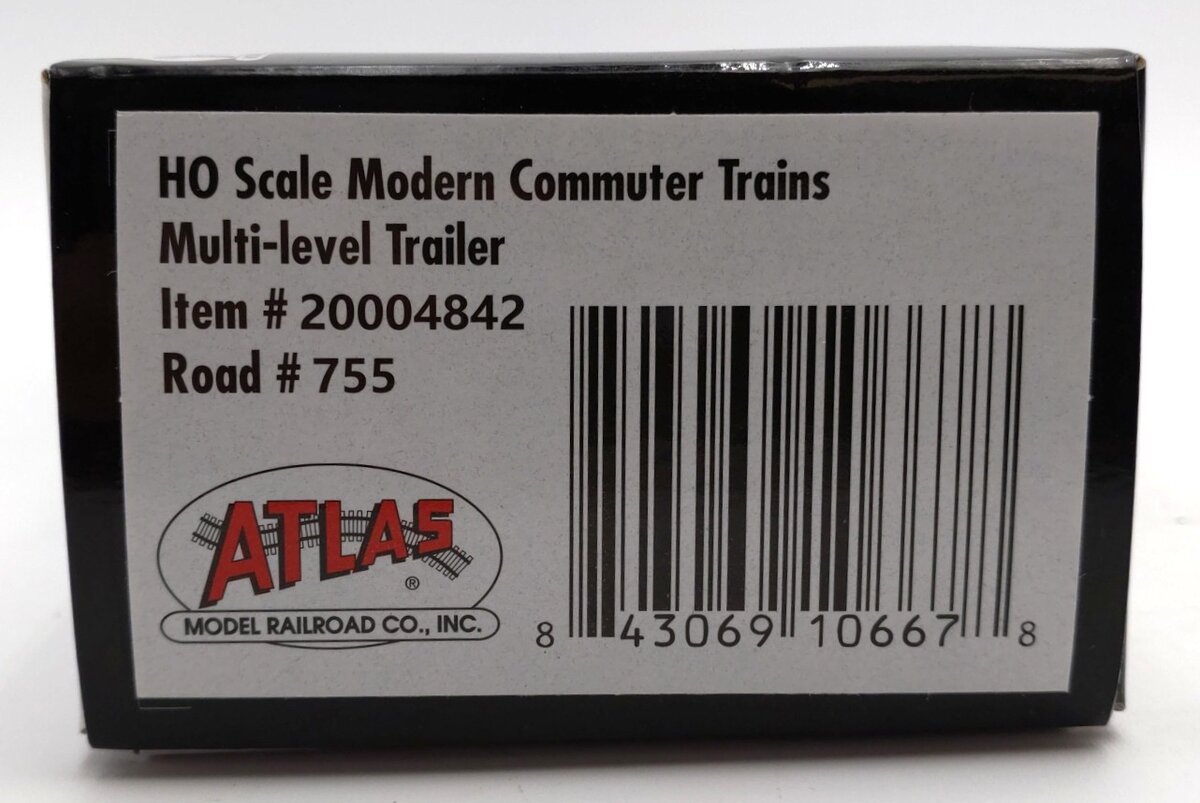 HO Scale Modern Commuter Trains
Multi-level Trailer
Item # 20004842
Road # 755
ATLAS ®
MODEL RAILROAD CO., INC.
8 43069 10667 8